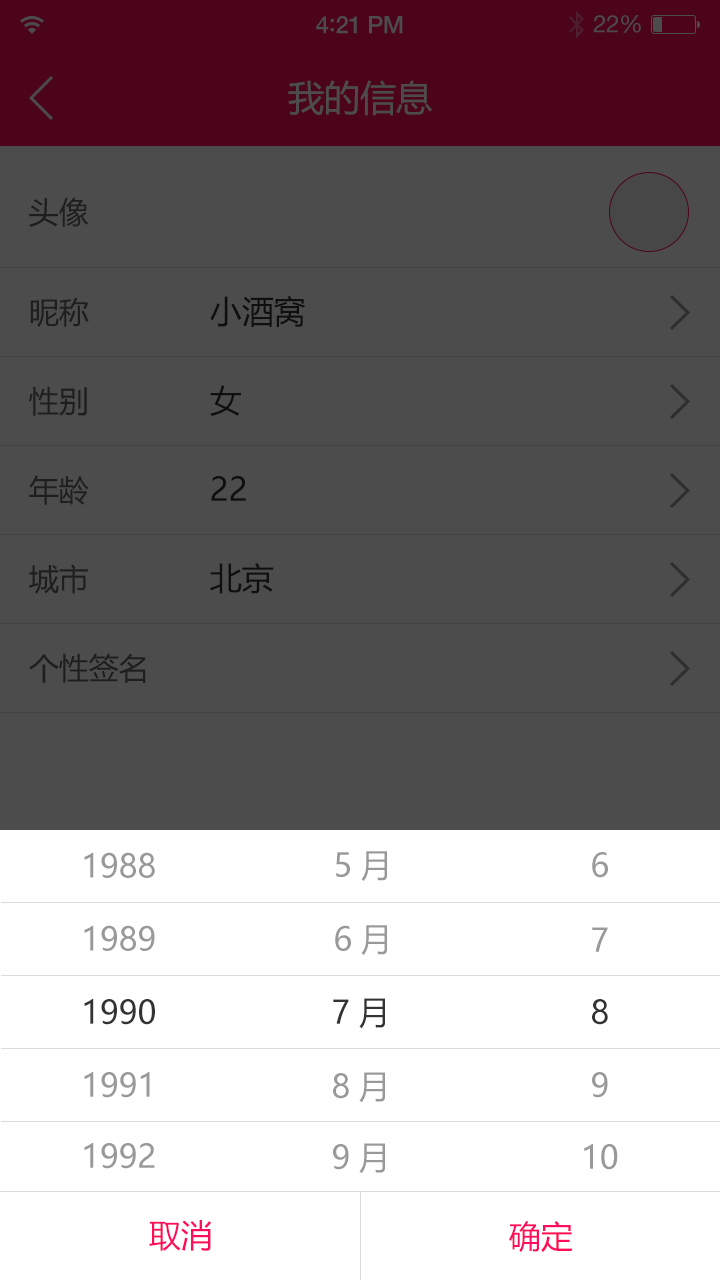 4:21 PM 22%
我的信息
头像
昵称 小酒窝
性别 女
年龄 22
城市 北京
个性签名
1988 5 月 6
1989 6 月 7
1990 7 月 8
1991 8 月 9
1992 9 月 10
取消 确定